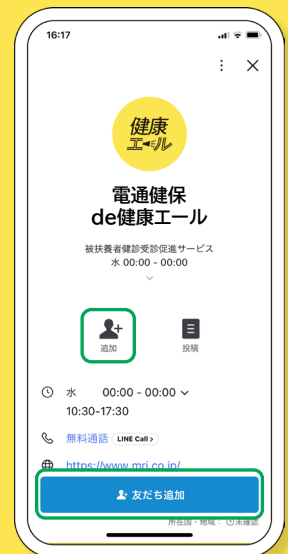 16:17
健康
エール
電通健保
de健康エール
被扶養者健診受診促進サービス
水 00:00 - 00:00
追加
投稿
水 00:00 - 00:00
10:30-17:30
無料通話 LINE Call >
https://www.mri.co.jp/
友だち追加
所在国・地域： 未確認